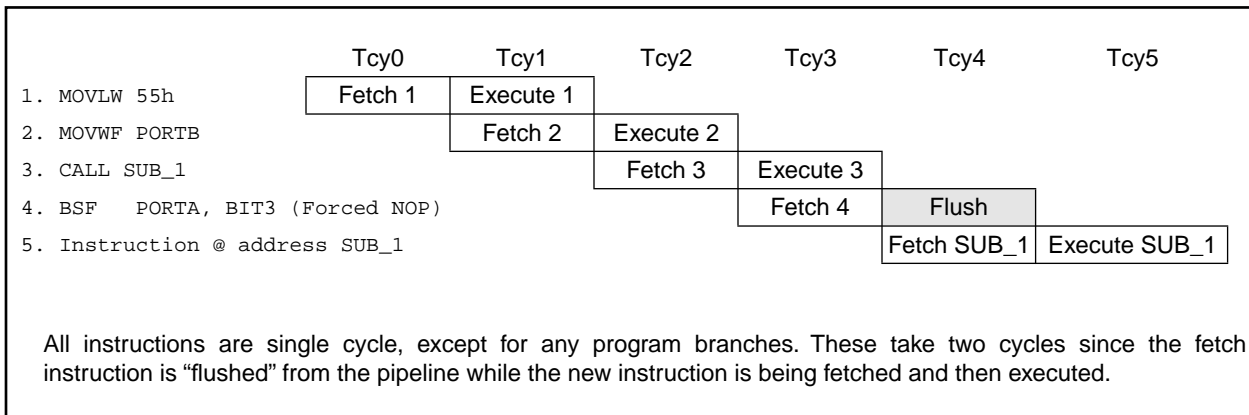 Tcy0 Tcy1 Tcy2 Tcy3 Tcy4 Tcy5
1. MOVLW 55h Fetch 1 Execute 1
2. MOVWF PORTB Fetch 2 Execute 2
3. CALL SUB_1 Fetch 3 Execute 3
4. BSF PORTA, BIT3 (Forced NOP) Fetch 4 Flush
5. Instruction @ address SUB_1 Fetch SUB_1 Execute SUB_1
All instructions are single cycle, except for any program branches. These take two cycles since the fetch
instruction is “flushed” from the pipeline while the new instruction is being fetched and then executed.